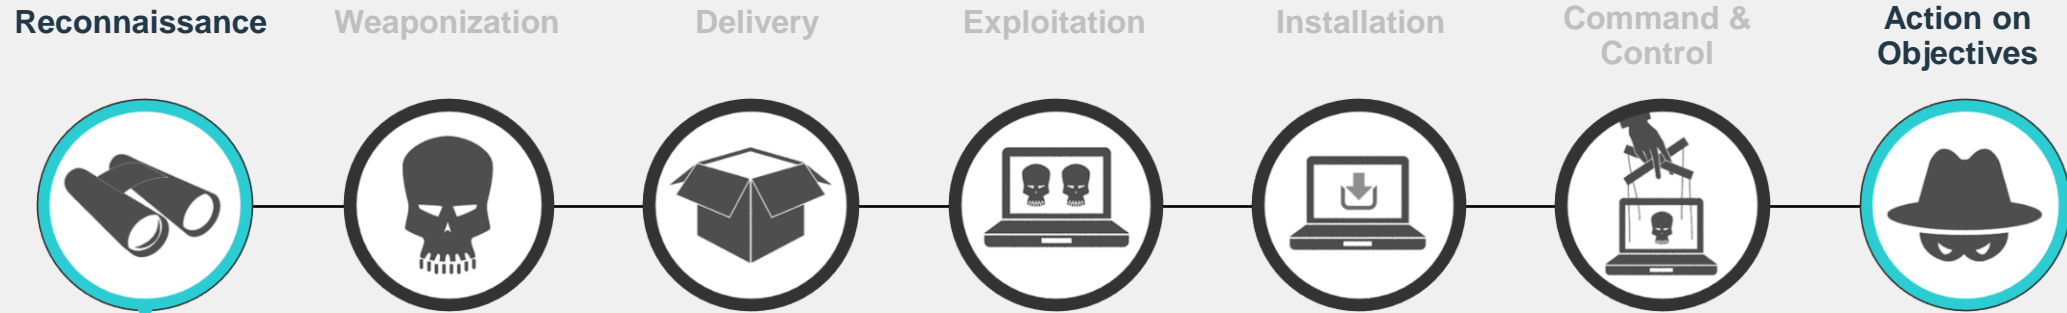 Reconnaissance
Weaponization
Delivery
Exploitation
Installation
Command &
Control
Action on
Objectives